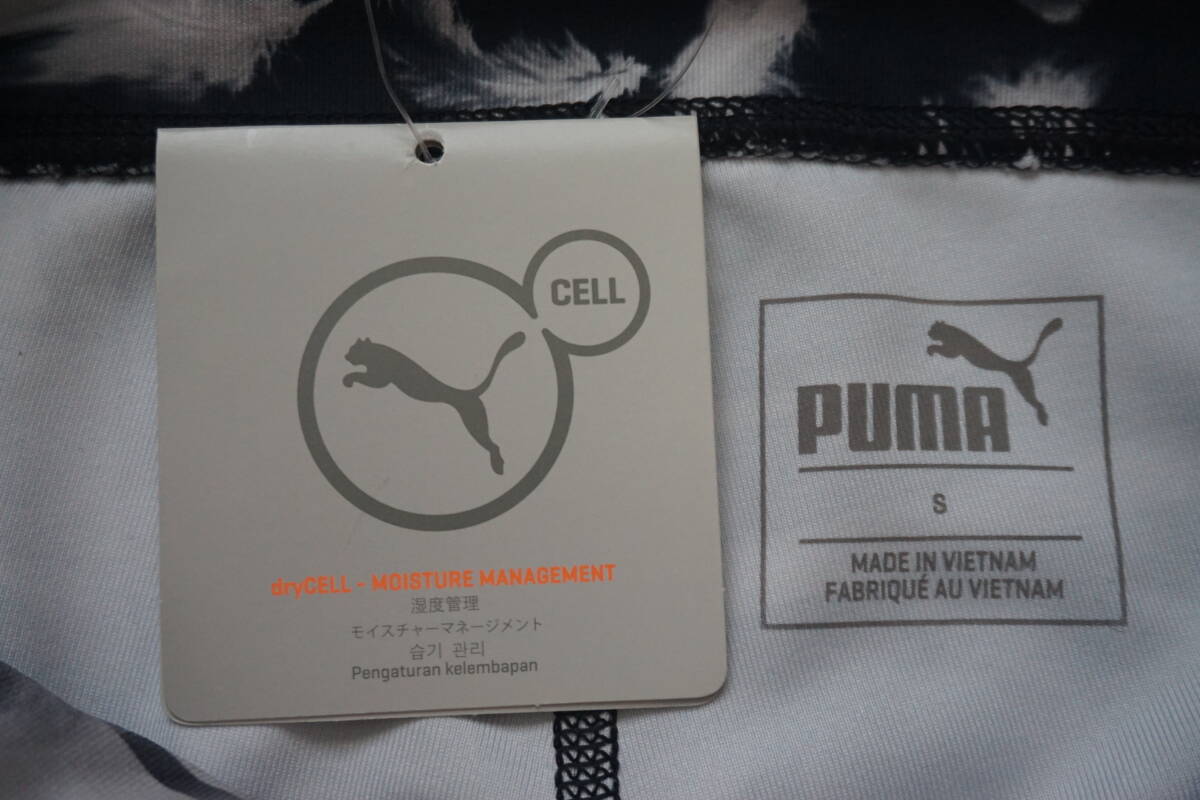 CELL
dryCELL - MOISTURE MANAGEMENT
湿度管理
モイスチャーマネージメント
습기 관리
Pengaturan kelembapan
PUMA
S
MADE IN VIETNAM
FABRIQUÉ AU VIETNAM